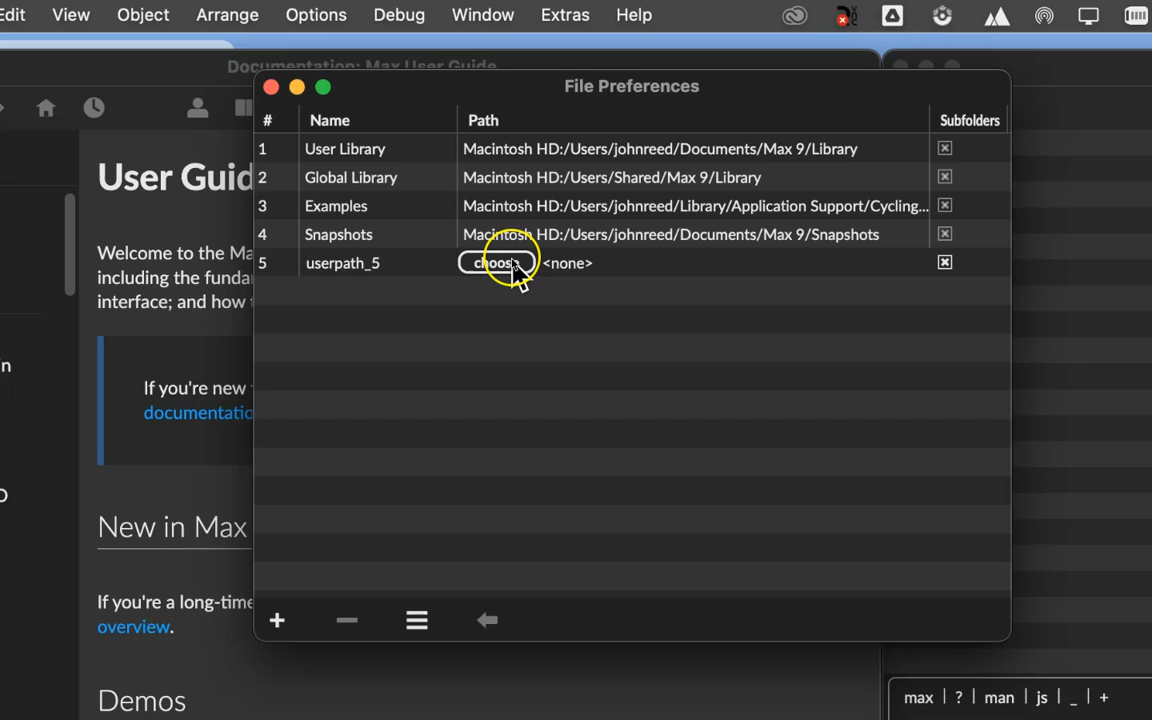 Edit View Object Arrange Options Debug Window Extras Help
Documentation: Max User Guide
File Preferences
# Name Path Subfolders
1 User Library Macintosh HD:/Users/johnreed/Documents/Max 9/Library
2 Global Library Macintosh HD:/Users/Shared/Max 9/Library
3 Examples Macintosh HD:/Users/johnreed/Library/Application Support/Cycling...
4 Snapshots Macintosh HD:/Users/johnreed/Documents/Max 9/Snapshots
5 userpath_5 choose <none>
User Guid
Welcome to the Ma
including the funda
interface; and how
n
If you're new
documentatio
New in Max
If you're a long-time
overview.
Demos
max | ? | man | js | _ | +